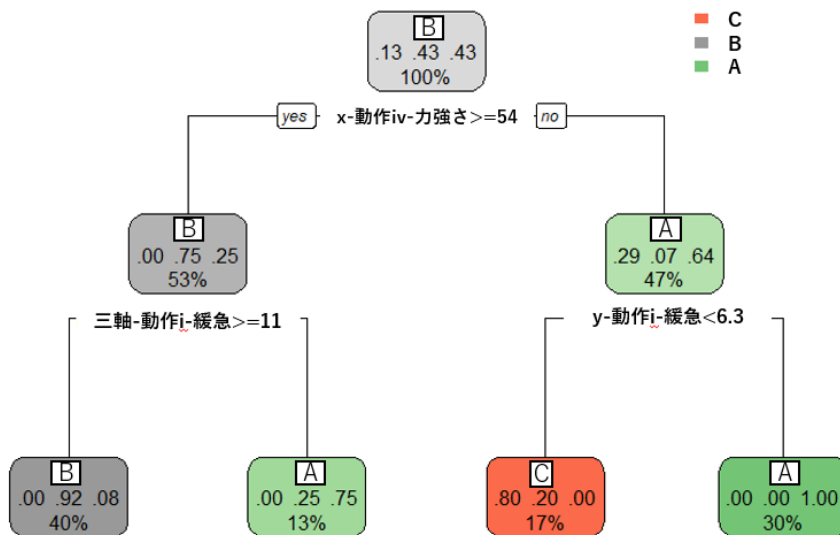 C
B
A
B
.13 .43 .43
100%
yes x-動作iv-力強さ>=54 no
B
.00 .75 .25
53%
A
.29 .07 .64
47%
三軸-動作i-緩急>=11
y-動作i-緩急<6.3
B
.00 .92 .08
40%
A
.00 .25 .75
13%
C
.80 .20 .00
17%
A
.00 .00 1.00
30%